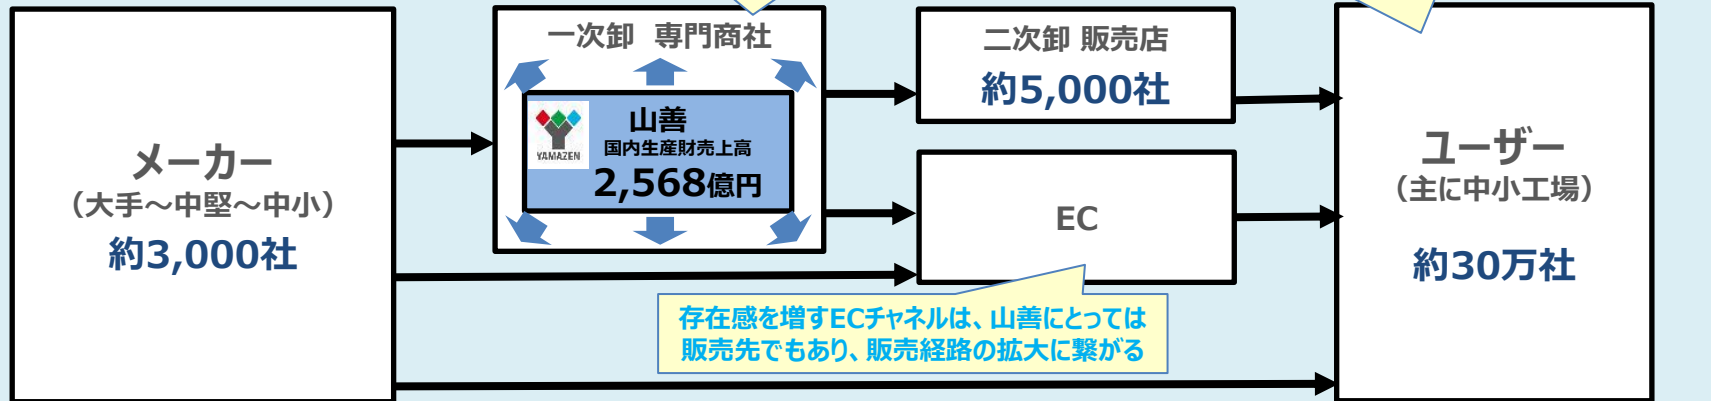 メーカー
（大手～中堅～中小）
約3,000社
一次卸 専門商社
YAMAZEN
山善
国内生産財売上高
2,568億円
二次卸 販売店
約5,000社
EC
存在感を増すECチャネルは、山善にとっては
販売先でもあり、販売経路の拡大に繋がる
ユーザー
（主に中小工場）
約30万社